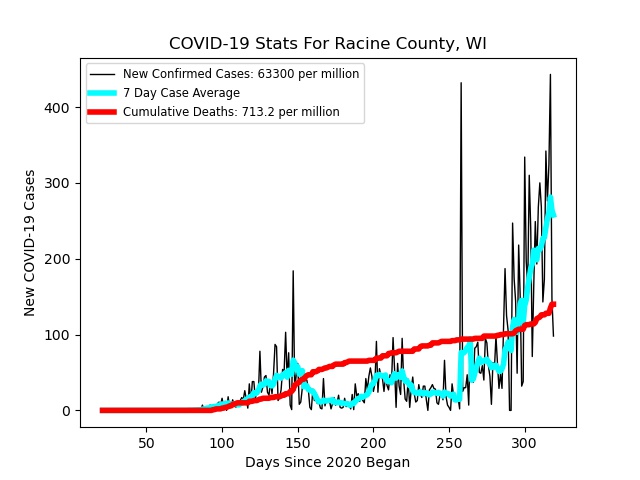 COVID-19 Stats For Racine County, WI
New Confirmed Cases: 63300 per million
7 Day Case Average
Cumulative Deaths: 713.2 per million
New COVID-19 Cases
400
300
200
100
0
50 100 150 200 250 300
Days Since 2020 Began